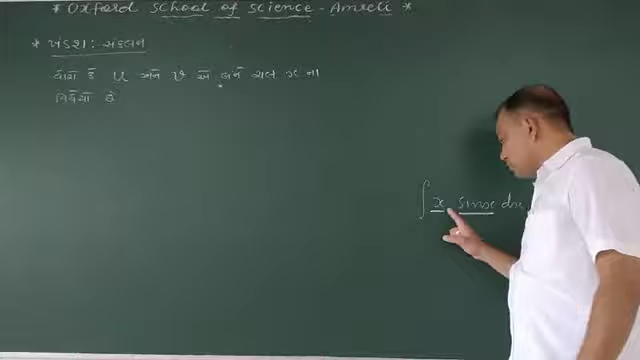 * Oxford School of Science - Amreli *
* ખંડશઃ સંકલન
ધારો કે u અને v એ બંને ચલ x ના
વિધેયો છે
∫ x sinx dx